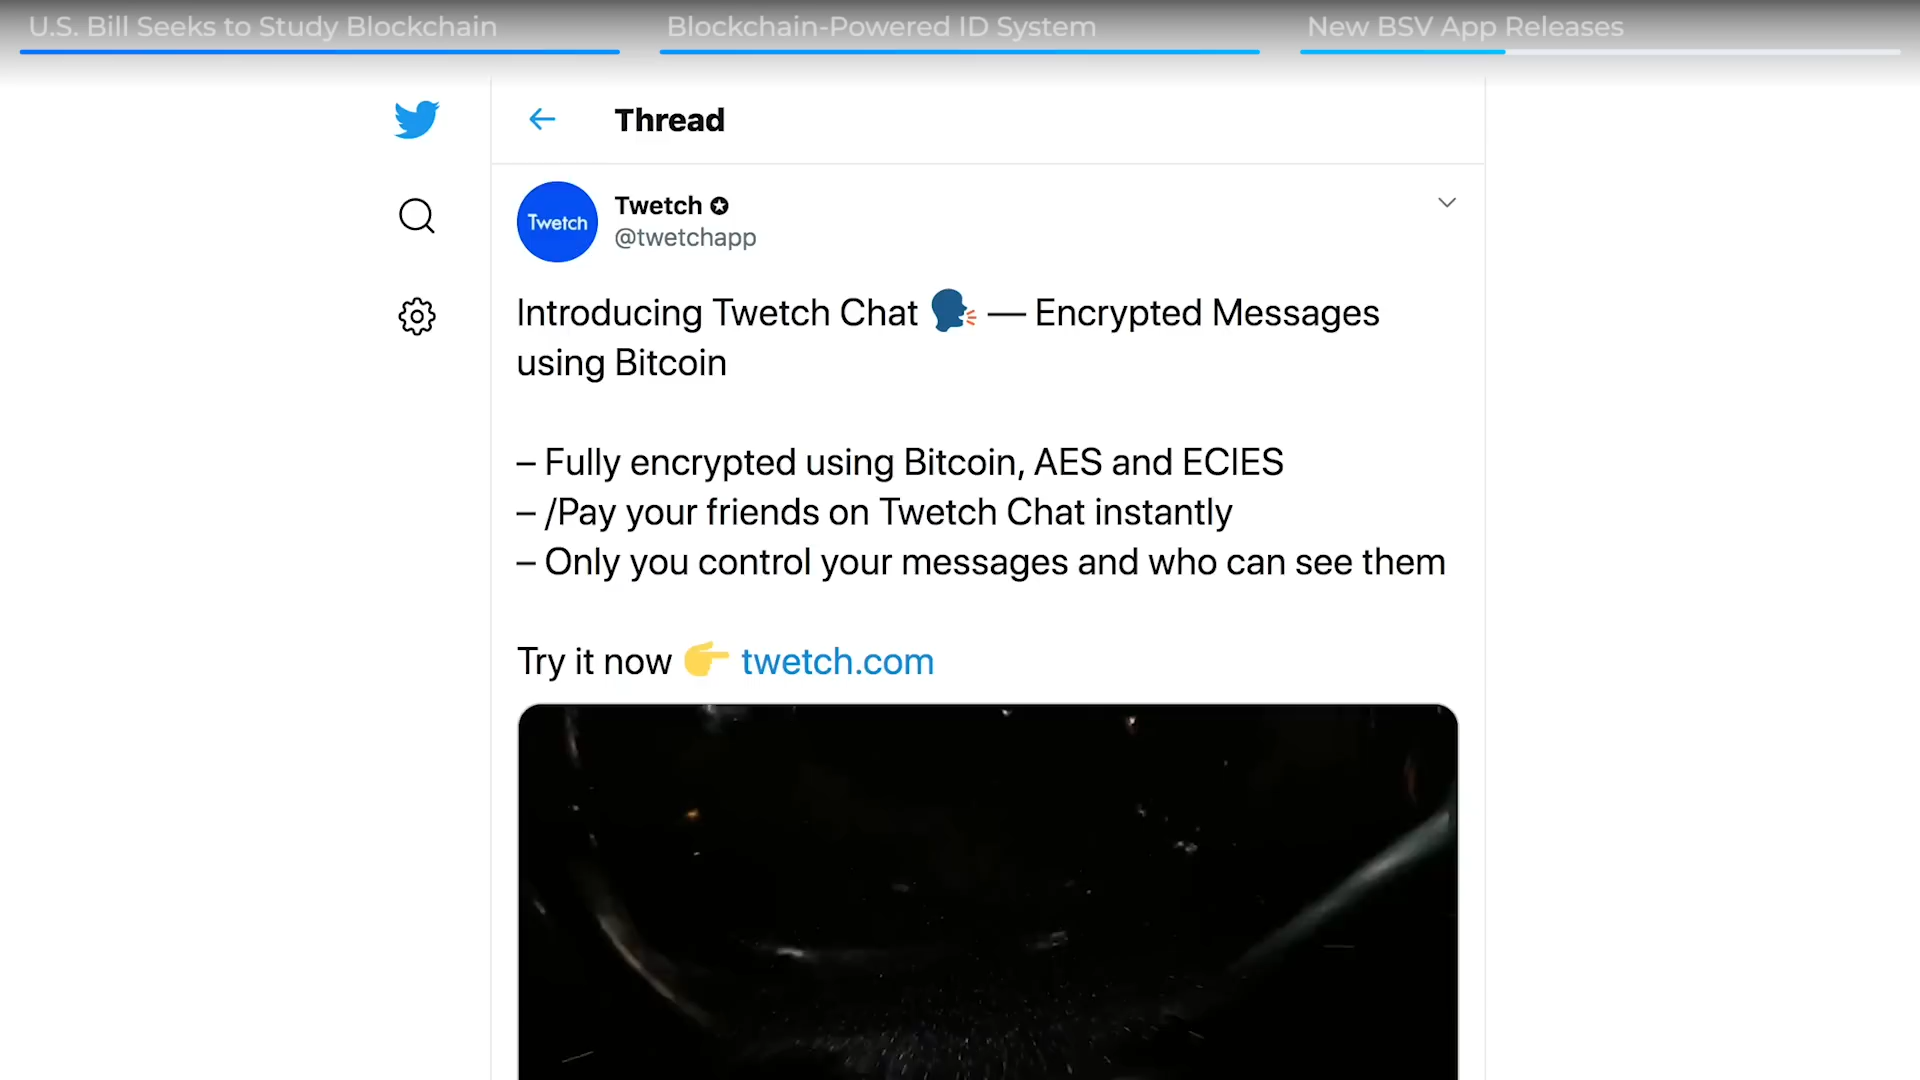 U.S. Bill Seeks to Study Blockchain
Blockchain-Powered ID System
New BSV App Releases
Thread
Twetch
Twetch
@twetchapp
Introducing Twetch Chat 🗣 — Encrypted Messages
using Bitcoin
– Fully encrypted using Bitcoin, AES and ECIES
– /Pay your friends on Twetch Chat instantly
– Only you control your messages and who can see them
Try it now 👉 twetch.com